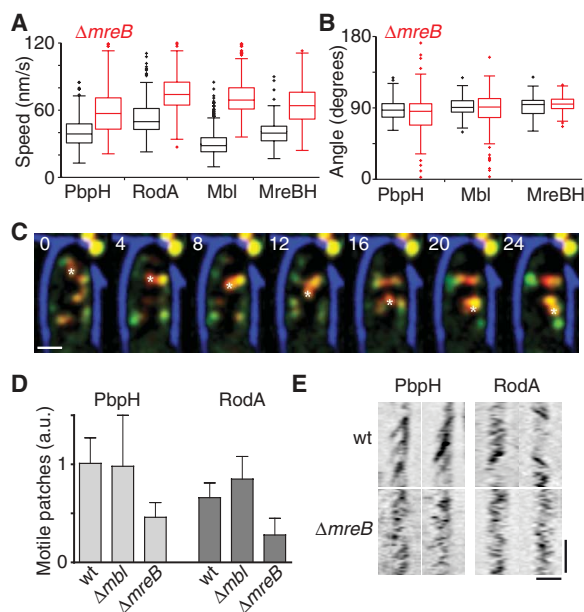 A
ΔmreB
Speed (nm/s)
120
60
0
PbpH RodA Mbl MreBH
B
ΔmreB
Angle (degrees)
180
90
0
PbpH Mbl MreBH
C
0 4 8 12 16 20 24
* * * * * * *
D
Motile patches (a.u.)
PbpH RodA
1
0
wt Δmbl ΔmreB wt Δmbl ΔmreB
E
PbpH RodA
wt
ΔmreB